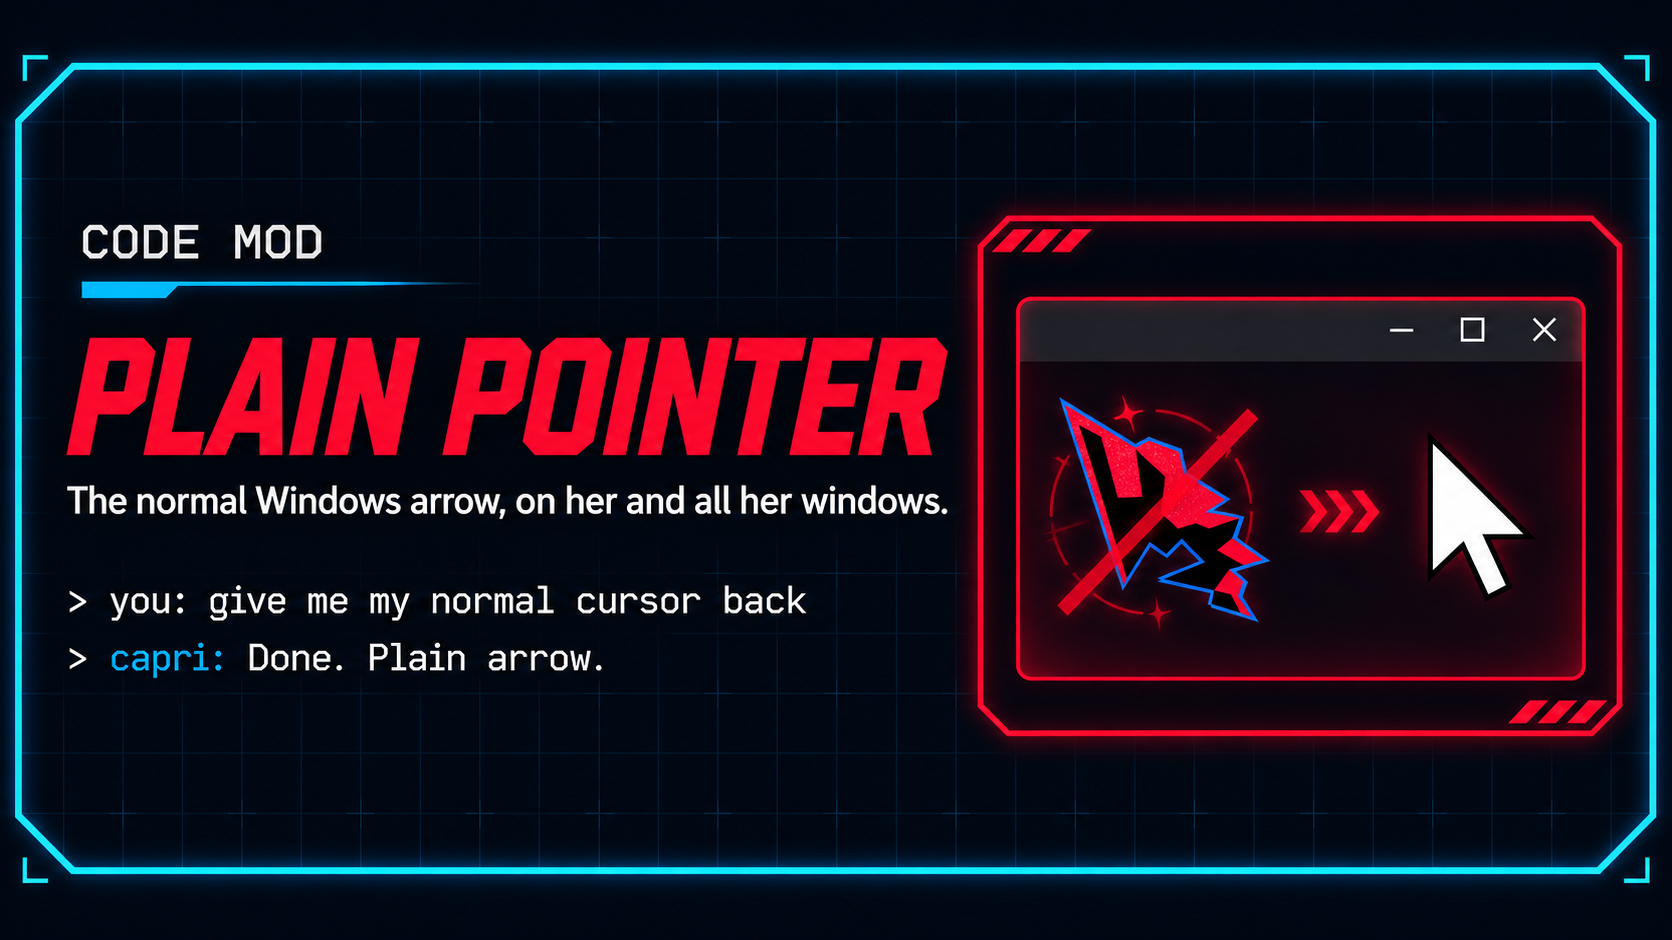 CODE MOD
PLAIN POINTER
The normal Windows arrow, on her and all her windows.
> you: give me my normal cursor back
> capri: Done. Plain arrow.